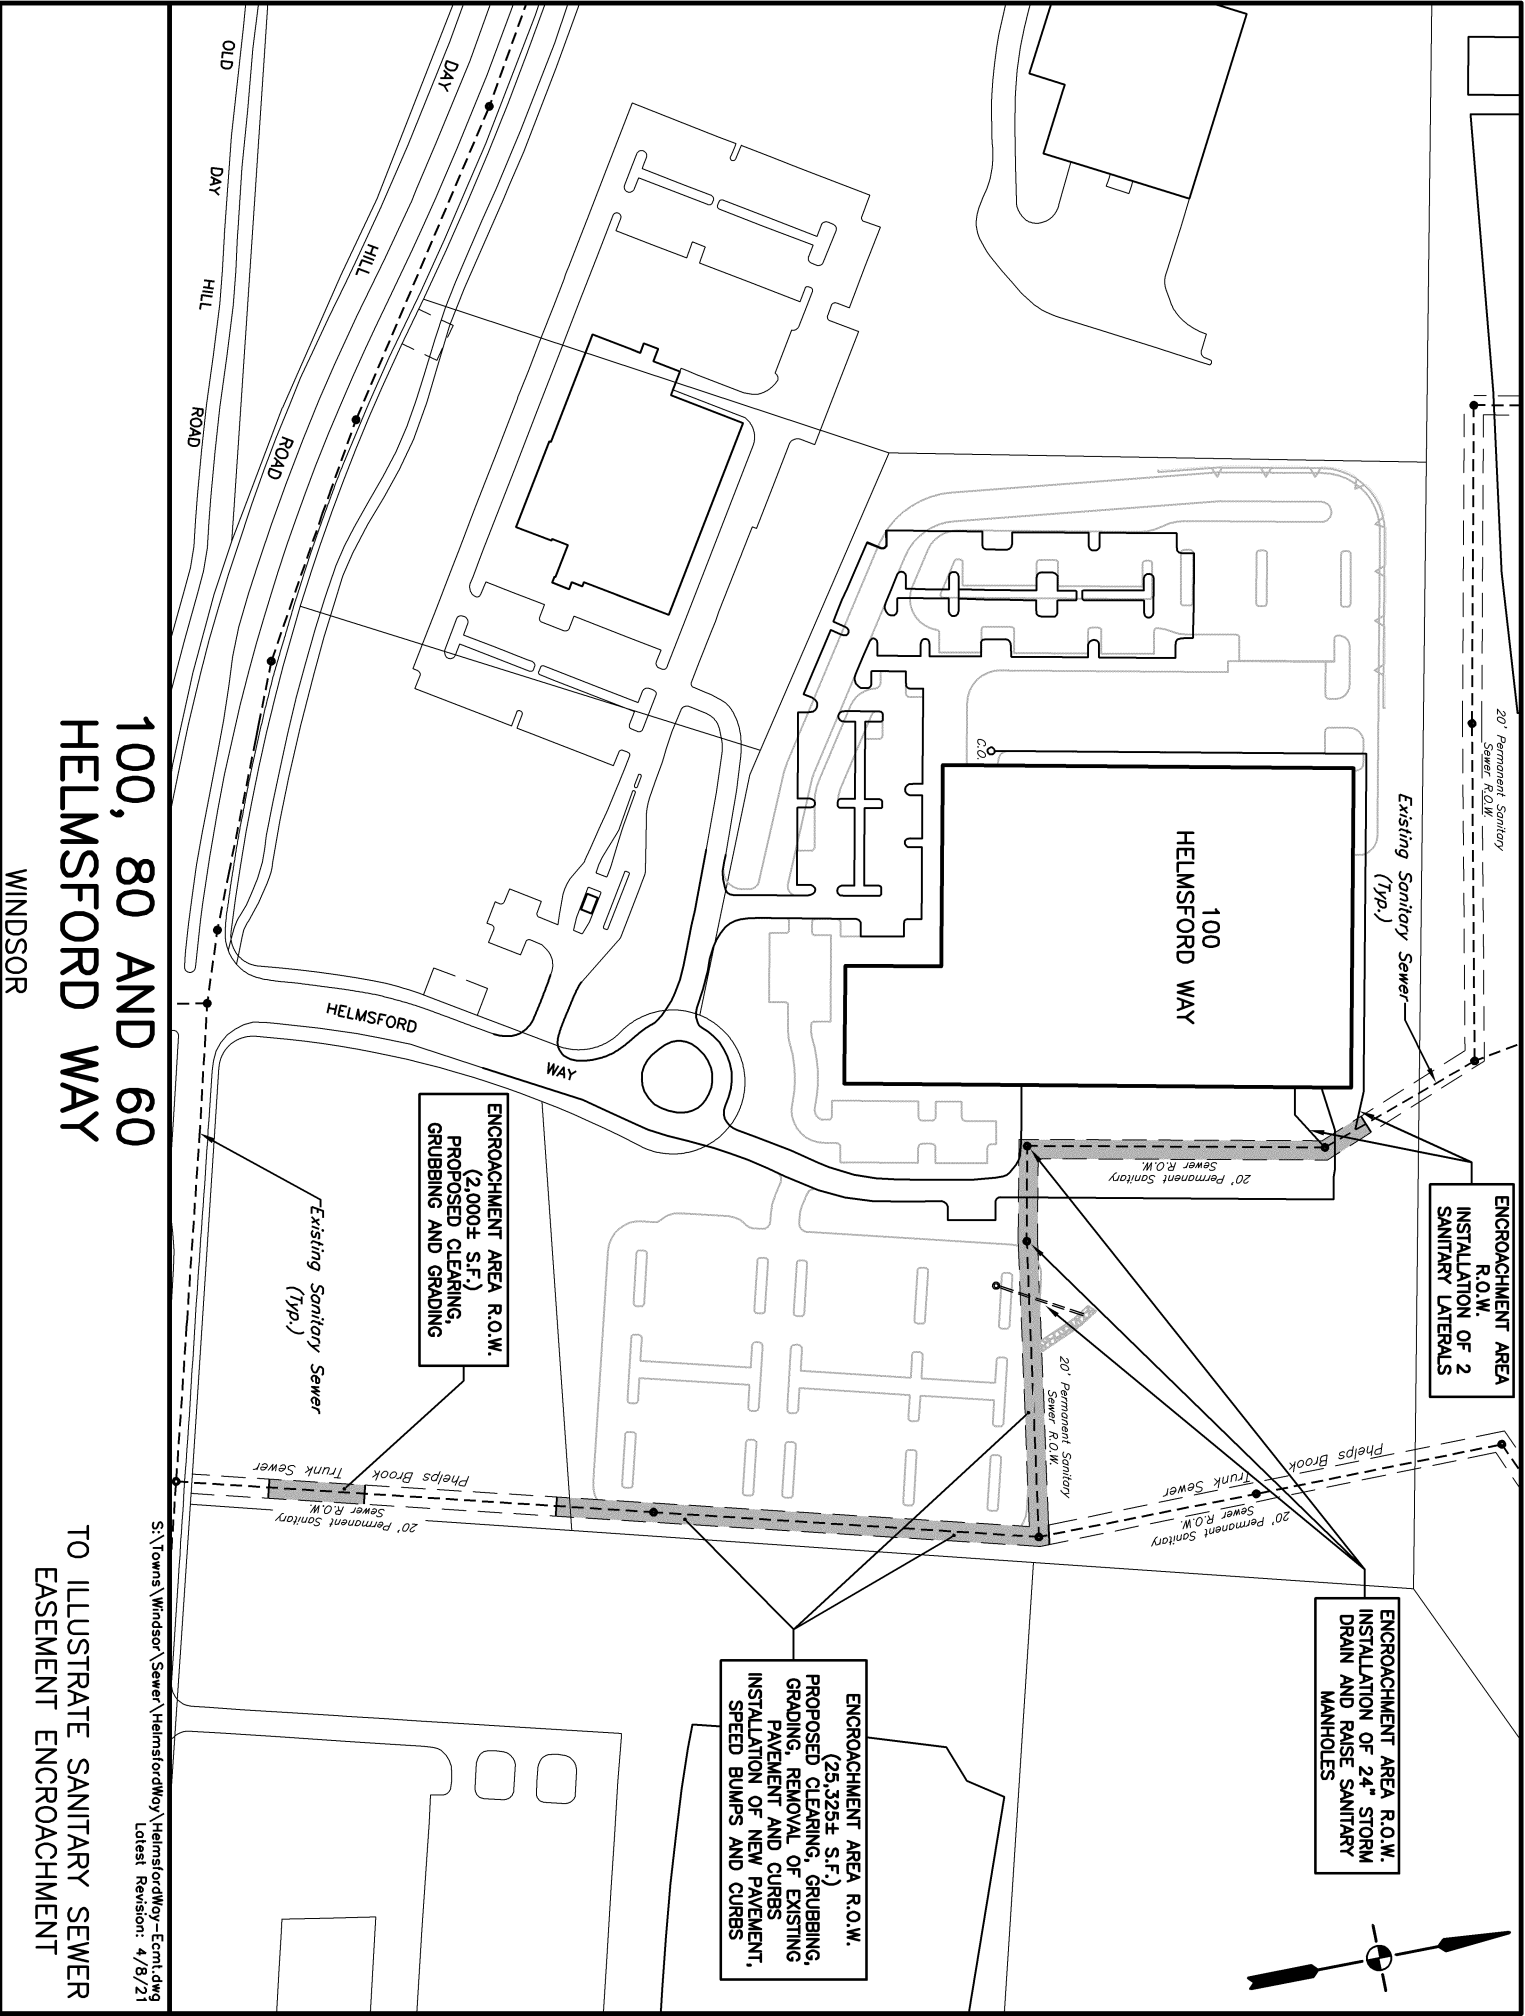 20' Permanent Sanitary
Sewer R.O.W.
Existing Sanitary Sewer
(Typ.)
ENCROACHMENT AREA
R.O.W.
INSTALLATION OF 2
SANITARY LATERALS
C.O.
100
HELMSFORD WAY
20' Permanent Sanitary
Sewer R.O.W.
20' Permanent Sanitary
Sewer R.O.W.
Phelps Brook Trunk Sewer
20' Permanent Sanitary
Sewer R.O.W.
ENCROACHMENT AREA R.O.W.
INSTALLATION OF 24" STORM
DRAIN AND RAISE SANITARY
MANHOLES
ENCROACHMENT AREA R.O.W.
(25,325± S.F.)
PROPOSED CLEARING, GRUBBING,
GRADING, REMOVAL OF EXISTING
PAVEMENT AND CURBS
INSTALLATION OF NEW PAVEMENT,
SPEED BUMPS AND CURBS
ENCROACHMENT AREA R.O.W.
(2,000± S.F.)
PROPOSED CLEARING,
GRUBBING AND GRADING
HELMSFORD WAY
DAY HILL ROAD
OLD DAY HILL ROAD
Existing Sanitary Sewer
(Typ.)
Phelps Brook Trunk Sewer
20' Permanent Sanitary
Sewer R.O.W.
S:\Towns\Windsor\Sewer\HelmsfordWay\HelmsfordWay-Ecmt.dwg
Latest Revision: 4/8/21
100, 80 AND 60
HELMSFORD WAY
WINDSOR
TO ILLUSTRATE SANITARY SEWER
EASEMENT ENCROACHMENT